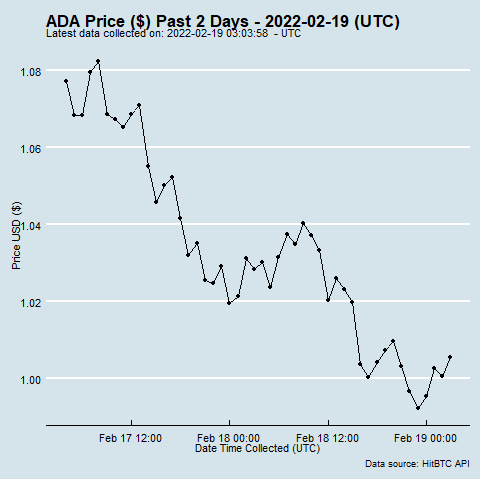 ADA Price ($) Past 2 Days - 2022-02-19 (UTC)
Latest data collected on: 2022-02-19 03:03:58 - UTC
1.08
1.06
1.04
1.02
1.00
Price USD ($)
Feb 17 12:00 Feb 18 00:00 Feb 18 12:00 Feb 19 00:00
Date Time Collected (UTC)
Data source: HitBTC API